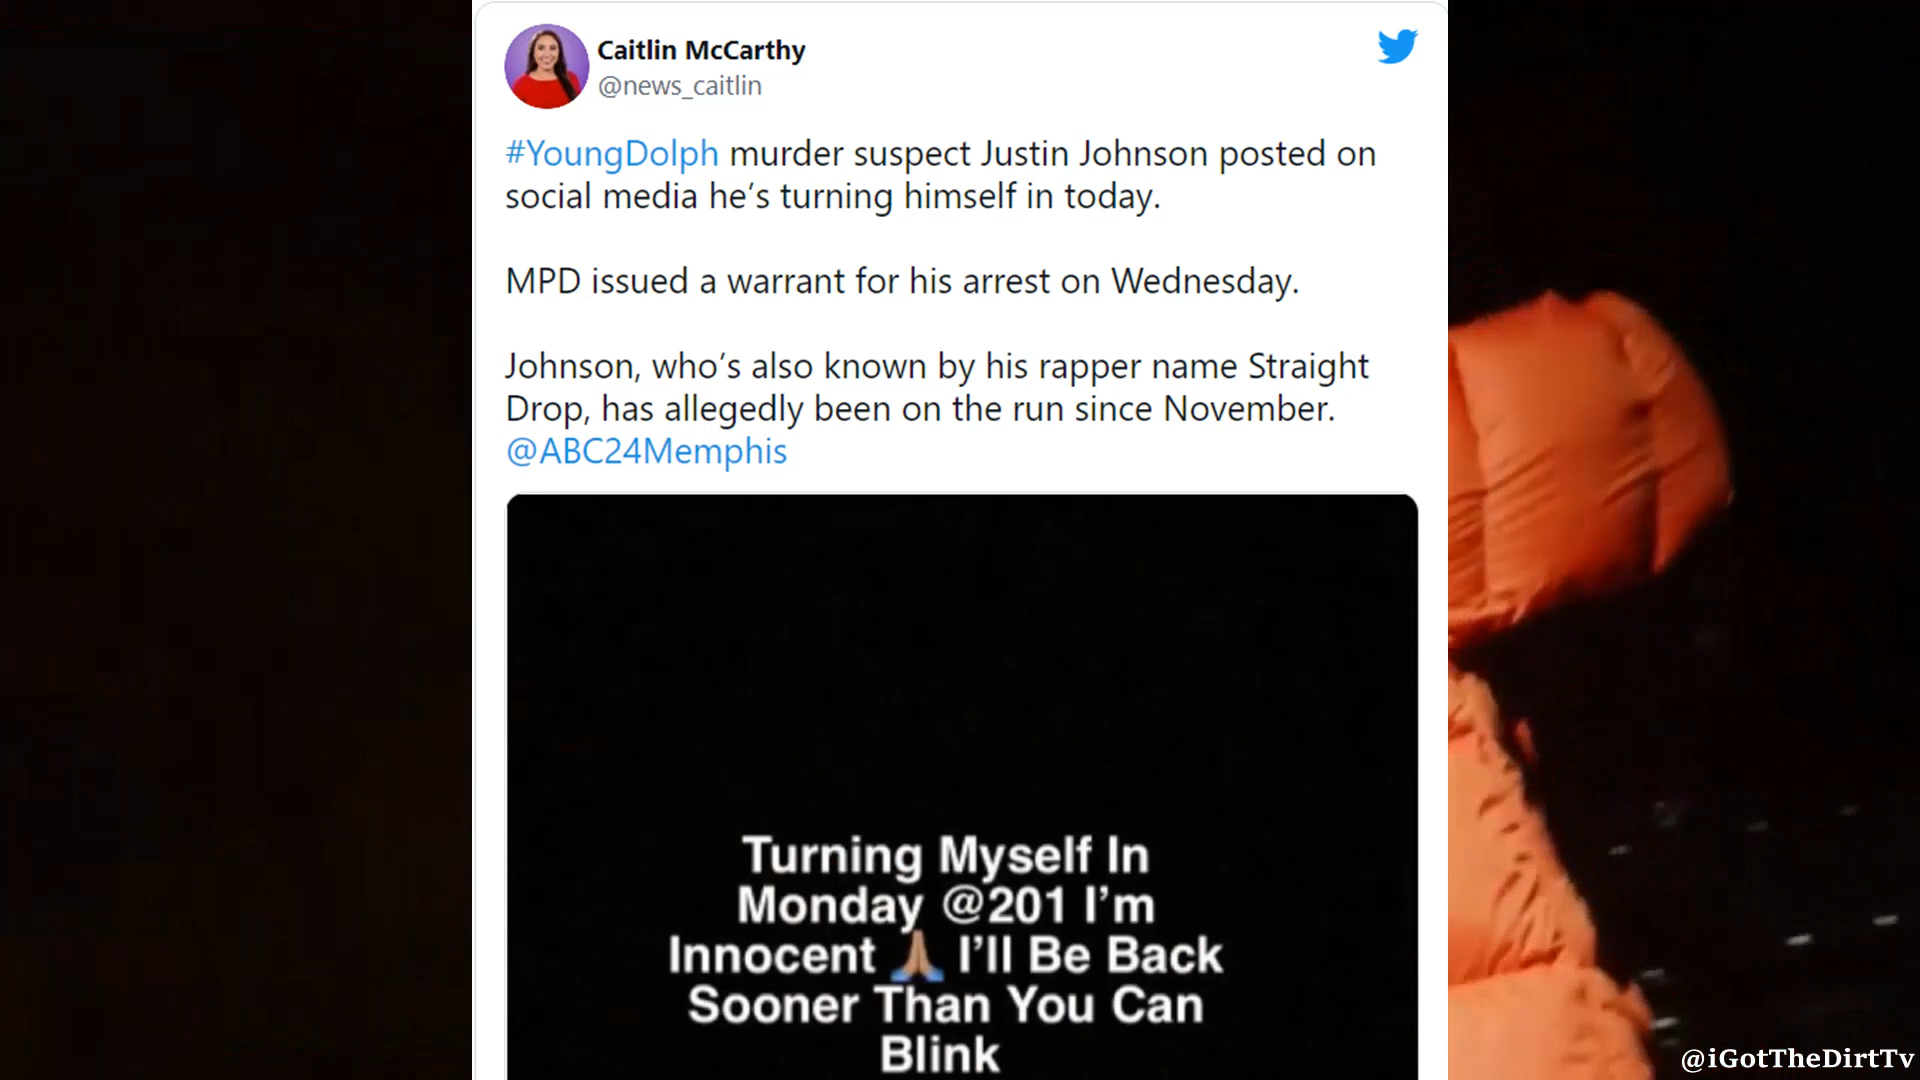 Caitlin McCarthy
@news_caitlin
#YoungDolph murder suspect Justin Johnson posted on
social media he’s turning himself in today.
MPD issued a warrant for his arrest on Wednesday.
Johnson, who’s also known by his rapper name Straight
Drop, has allegedly been on the run since November.
@ABC24Memphis
Turning Myself In
Monday @201 I’m
Innocent 🙏🏽 I’ll Be Back
Sooner Than You Can
Blink
@iGotTheDirtTv